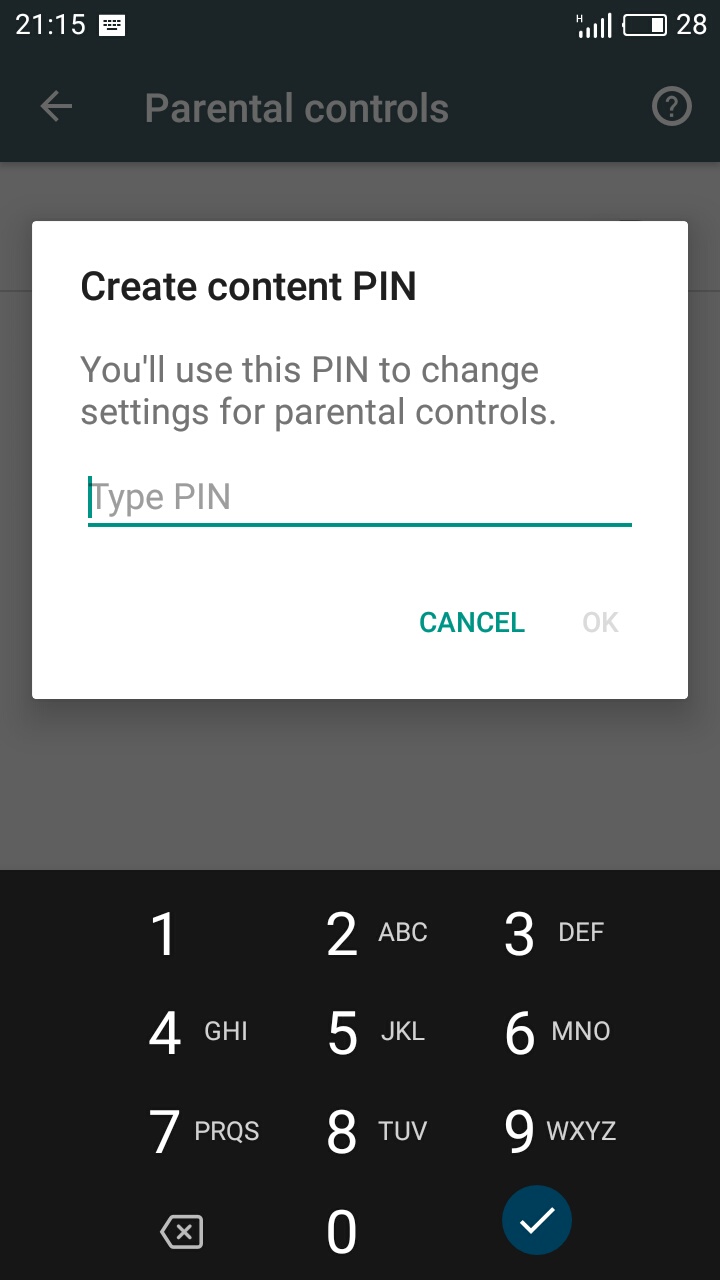 21:15 H 28
Parental controls ?
Create content PIN
You'll use this PIN to change
settings for parental controls.
Type PIN
CANCEL OK
1 2 ABC 3 DEF
4 GHI 5 JKL 6 MNO
7 PRQS 8 TUV 9 WXYZ
0